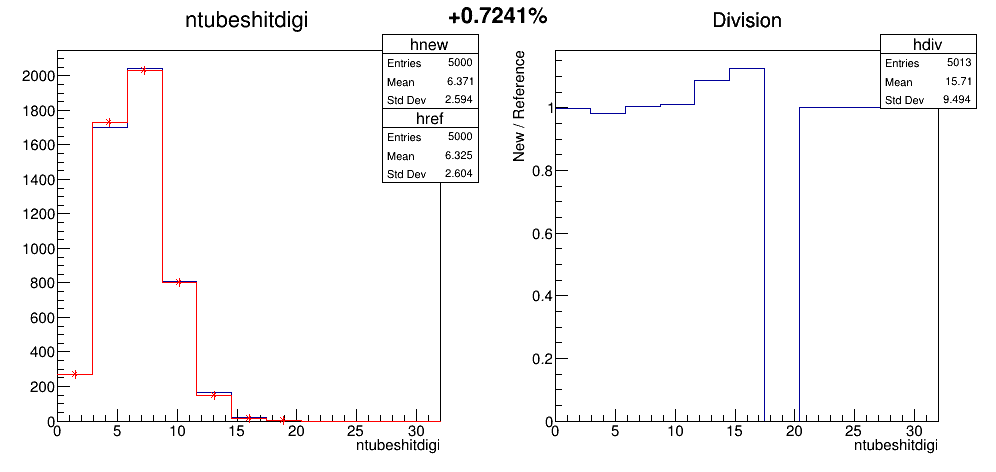 +0.7241%
ntubeshitdigi
hnew
Entries 5000
Mean 6.371
Std Dev 2.594
href
Entries 5000
Mean 6.325
Std Dev 2.604
2000
1800
1600
1400
1200
1000
800
600
400
200
0
0 5 10 15 20 25 30
ntubeshitdigi
Division
hdiv
Entries 5013
Mean 15.71
Std Dev 9.494
New / Reference
1
0.8
0.6
0.4
0.2
0
0 5 10 15 20 25 30
ntubeshitdigi